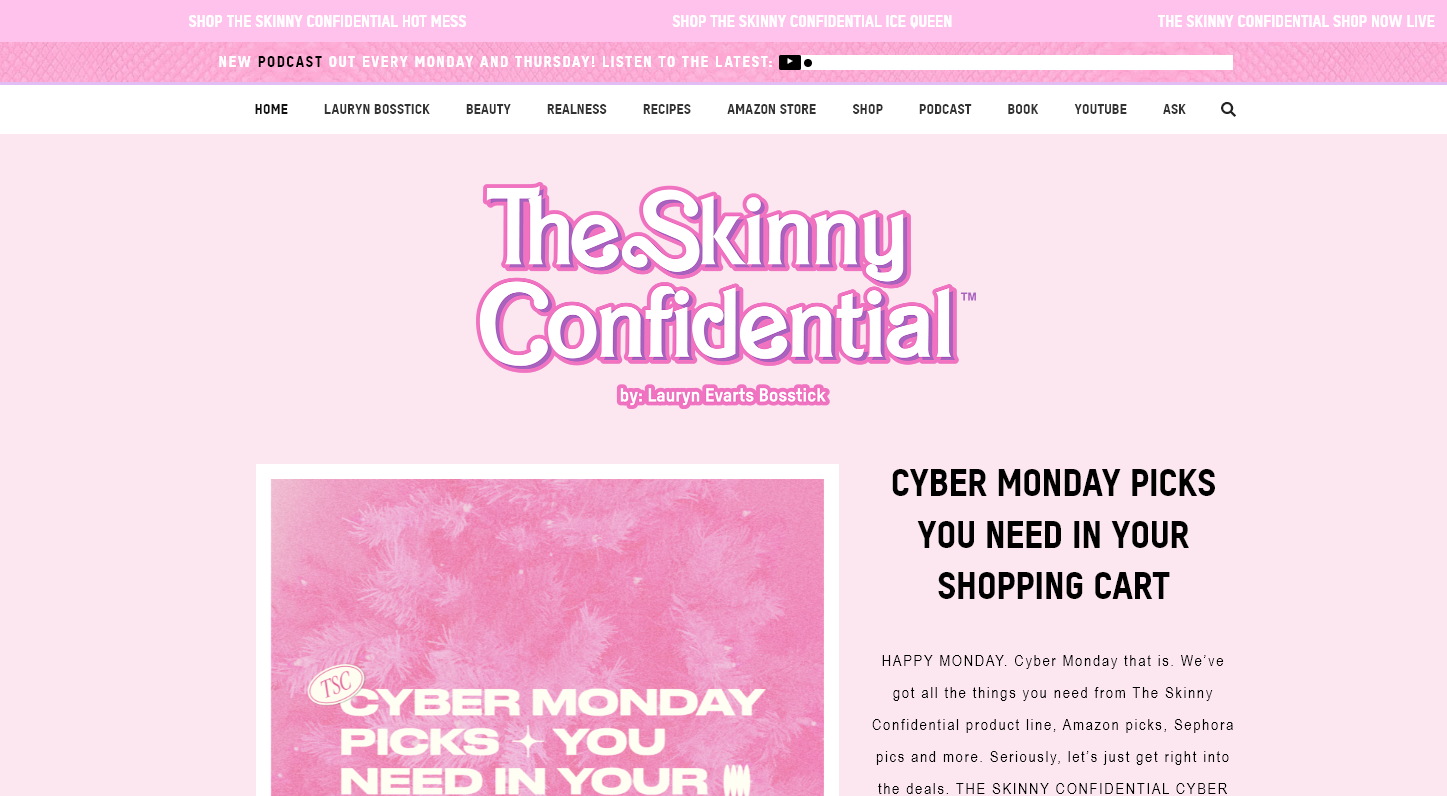 SHOP THE SKINNY CONFIDENTIAL HOT MESS SHOP THE SKINNY CONFIDENTIAL ICE QUEEN THE SKINNY CONFIDENTIAL SHOP NOW LIVE
NEW PODCAST OUT EVERY MONDAY AND THURSDAY! LISTEN TO THE LATEST:
HOME LAURYN BOSSTICK BEAUTY REALNESS RECIPES AMAZON STORE SHOP PODCAST BOOK YOUTUBE ASK
The Skinny
Confidential™
by: Lauryn Evarts Bosstick
TSC
CYBER MONDAY
PICKS YOU
NEED IN YOUR
CYBER MONDAY PICKS
YOU NEED IN YOUR
SHOPPING CART
HAPPY MONDAY. Cyber Monday that is. We’ve
got all the things you need from The Skinny
Confidential product line, Amazon picks, Sephora
pics and more. Seriously, let’s just get right into
the deals. THE SKINNY CONFIDENTIAL CYBER